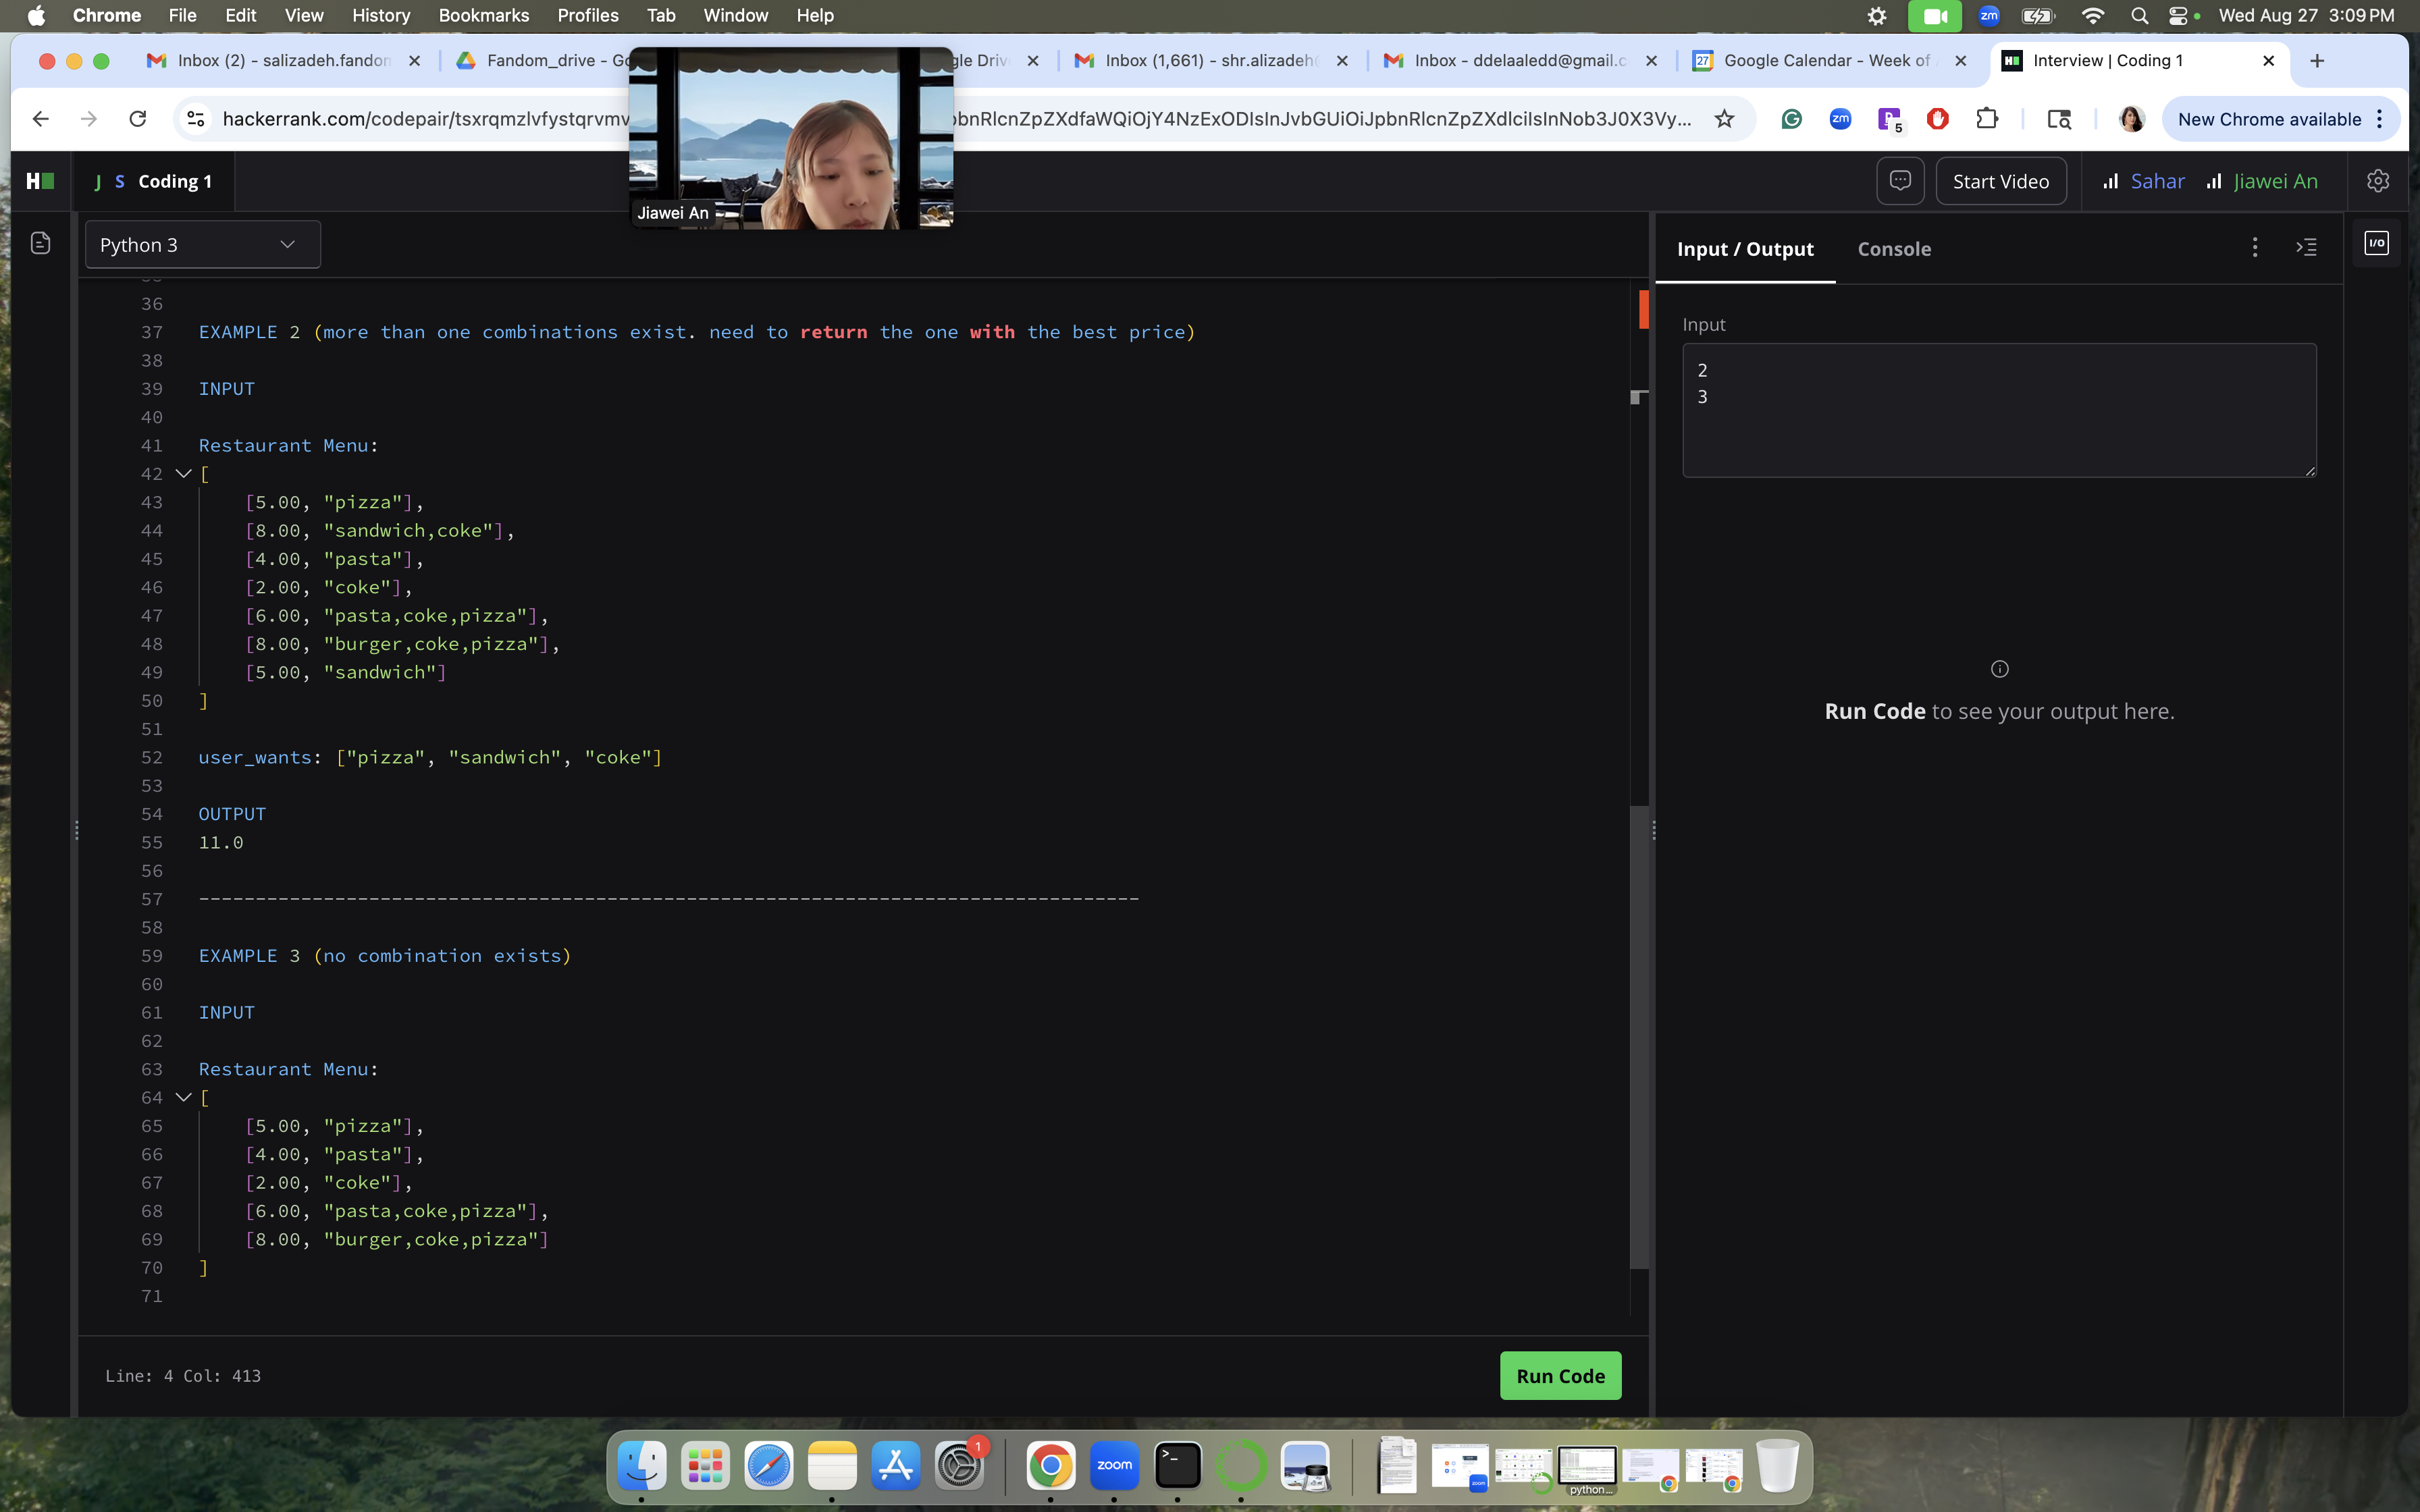 Chrome File Edit View History Bookmarks Profiles Tab Window Help zm Wed Aug 27 3:09 PM
Inbox (2) - salizadeh.fandon Fandom_drive - Go gle Driv Inbox (1,661) - shr.alizadeh Inbox - ddelaaledd@gmail.c 27 Google Calendar - Week of Interview | Coding 1
hackerrank.com/codepair/tsxrqmzlvfystqrvmv zm 5 New Chrome available
H J S Coding 1 Start Video Sahar Jiawei An
Jiawei An
Python 3
Input / Output Console I/O
36
37 EXAMPLE 2 (more than one combinations exist. need to return the one with the best price)
38
39 INPUT
40
41 Restaurant Menu:
42 [
43 [5.00, "pizza"],
44 [8.00, "sandwich,coke"],
45 [4.00, "pasta"],
46 [2.00, "coke"],
47 [6.00, "pasta,coke,pizza"],
48 [8.00, "burger,coke,pizza"],
49 [5.00, "sandwich"]
50 ]
51
52 user_wants: ["pizza", "sandwich", "coke"]
53
54 OUTPUT
55 11.0
56
57 -----------------------------------------------------------------------------------
58
59 EXAMPLE 3 (no combination exists)
60
61 INPUT
62
63 Restaurant Menu:
64 [
65 [5.00, "pizza"],
66 [4.00, "pasta"],
67 [2.00, "coke"],
68 [6.00, "pasta,coke,pizza"],
69 [8.00, "burger,coke,pizza"]
70 ]
71
Input
2
3
Run Code to see your output here.
Line: 4 Col: 413
Run Code
1
zoom
python...